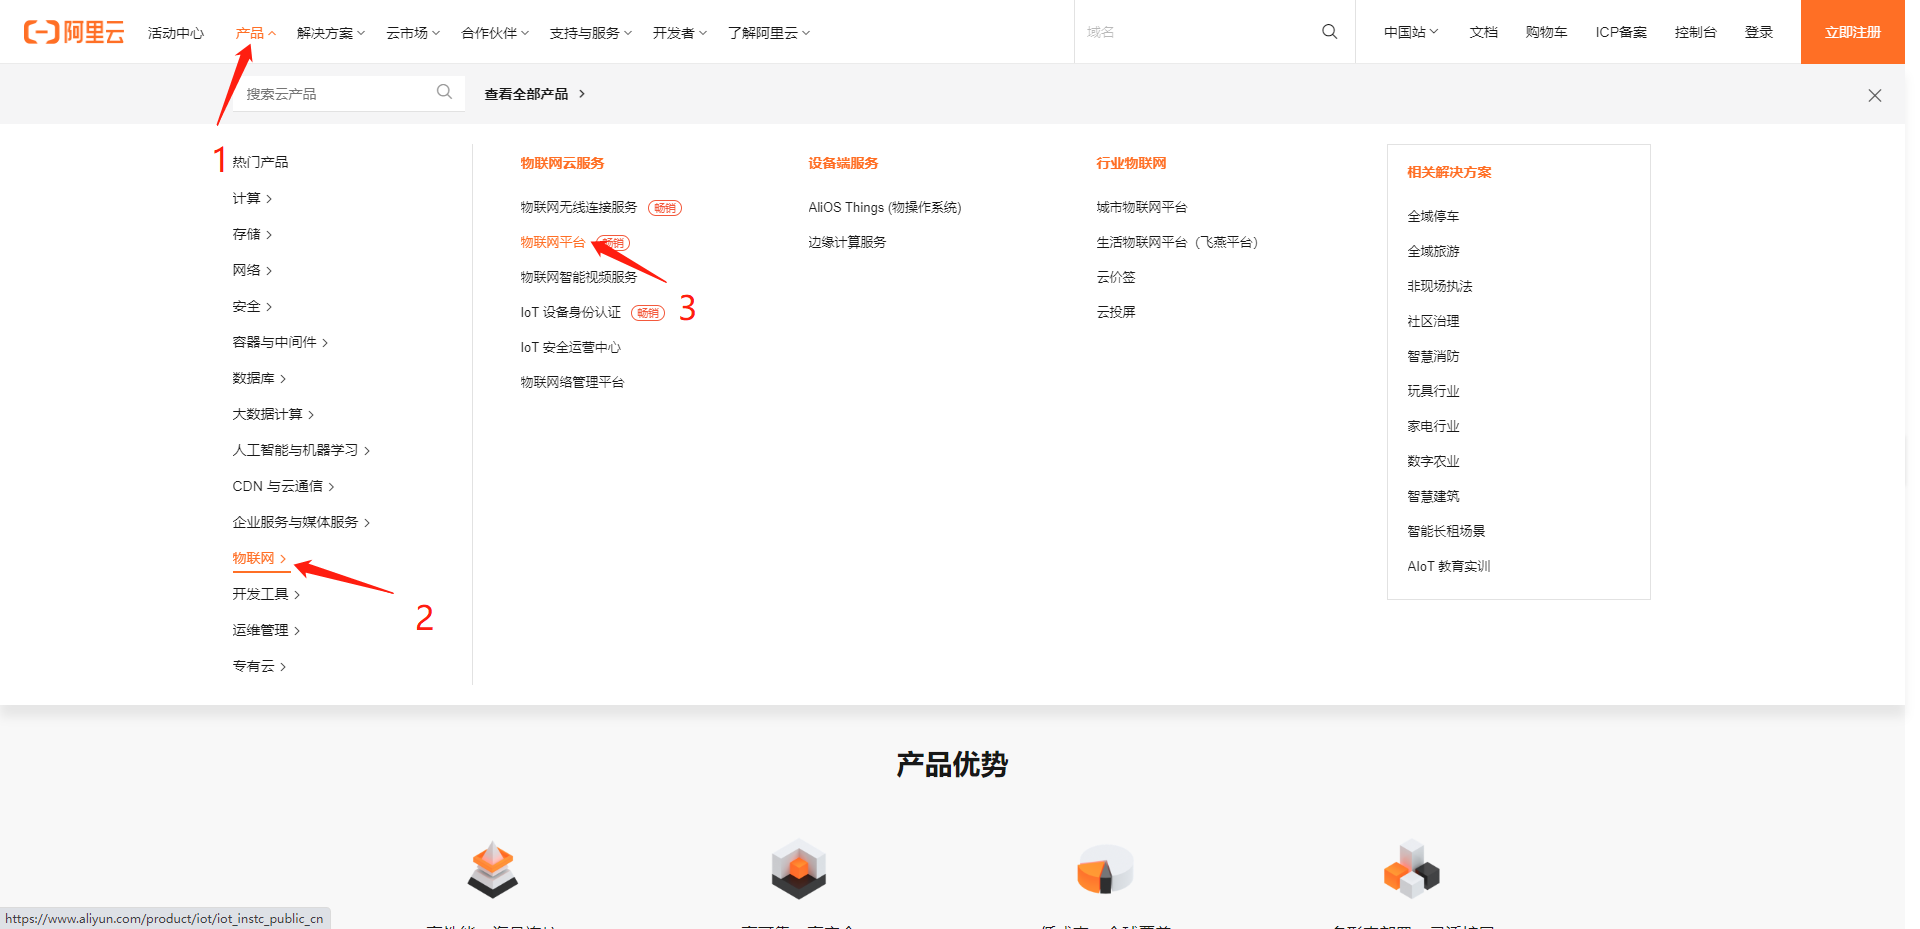 阿里云
活动中心
产品
解决方案
云市场
合作伙伴
支持与服务
开发者
了解阿里云
域名
中国站
文档
购物车
ICP备案
控制台
登录
立即注册
搜索云产品
查看全部产品
1
热门产品
计算
存储
网络
安全
容器与中间件
数据库
大数据计算
人工智能与机器学习
CDN 与云通信
企业服务与媒体服务
物联网
2
开发工具
运维管理
专有云
物联网云服务
物联网无线连接服务 畅销
物联网平台 畅销
3
物联网智能视频服务
IoT 设备身份认证 畅销
IoT 安全运营中心
物联网络管理平台
设备端服务
AliOS Things (物操作系统)
边缘计算服务
行业物联网
城市物联网平台
生活物联网平台（飞燕平台）
云价签
云投屏
相关解决方案
全域停车
全域旅游
非现场执法
社区治理
智慧消防
玩具行业
家电行业
数字农业
智慧建筑
智能长租场景
AIoT 教育实训
产品优势
https://www.aliyun.com/product/iot/iot_instc_public_cn